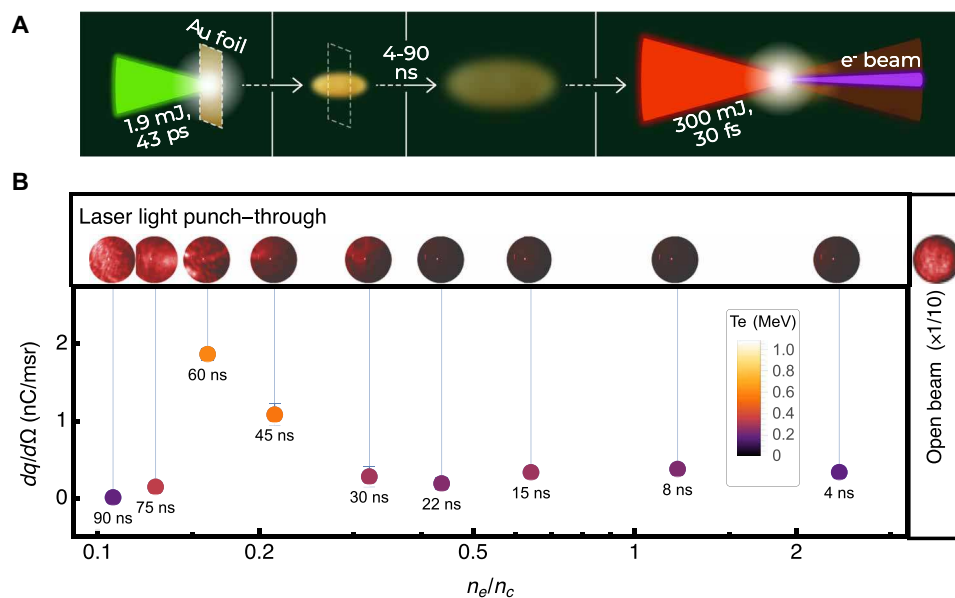 A
Au foil
1.9 mJ,
43 ps
4-90
ns
300 mJ,
30 fs
e⁻ beam
B
Laser light punch–through
Open beam (×1/10)
dq/dΩ (nC/msr)
2
1
0
90 ns
75 ns
60 ns
45 ns
30 ns
22 ns
15 ns
8 ns
4 ns
Te (MeV)
1.0
0.8
0.6
0.4
0.2
0
0.1
0.2
0.5
1
2
nₑ/n꜀